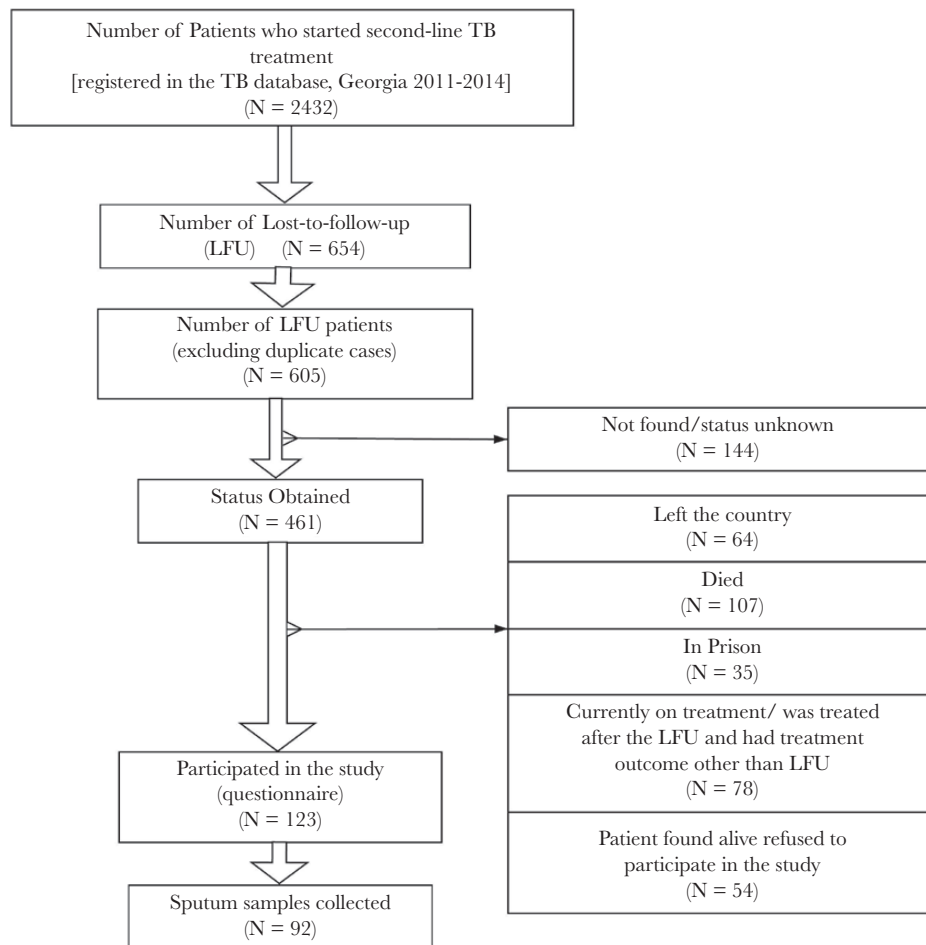 Number of Patients who started second-line TB
treatment
[registered in the TB database, Georgia 2011-2014]
(N = 2432)
Number of Lost-to-follow-up
(LFU) (N = 654)
Number of LFU patients
(excluding duplicate cases)
(N = 605)
Not found/status unknown
(N = 144)
Status Obtained
(N = 461)
Left the country
(N = 64)
Died
(N = 107)
In Prison
(N = 35)
Currently on treatment/ was treated
after the LFU and had treatment
outcome other than LFU
(N = 78)
Patient found alive refused to
participate in the study
(N = 54)
Participated in the study
(questionnaire)
(N = 123)
Sputum samples collected
(N = 92)